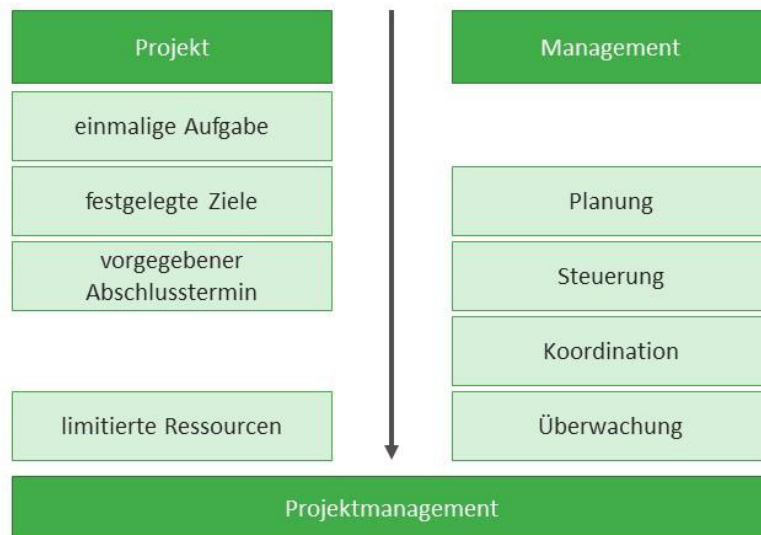 Projekt
einmalige Aufgabe
festgelegte Ziele
vorgegebener
Abschlusstermin
limitierte Ressourcen
Management
Planung
Steuerung
Koordination
Überwachung
Projektmanagement